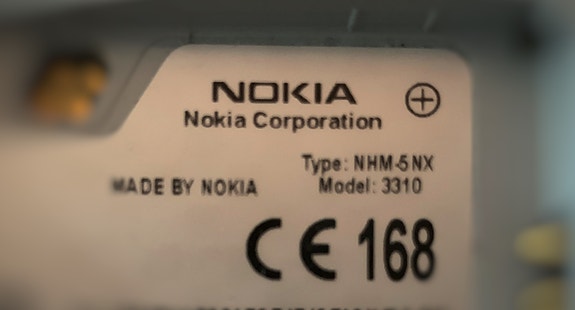 NOKIA
Nokia Corporation
Type: NHM-5NX
MADE BY NOKIA Model: 3310
CE 168